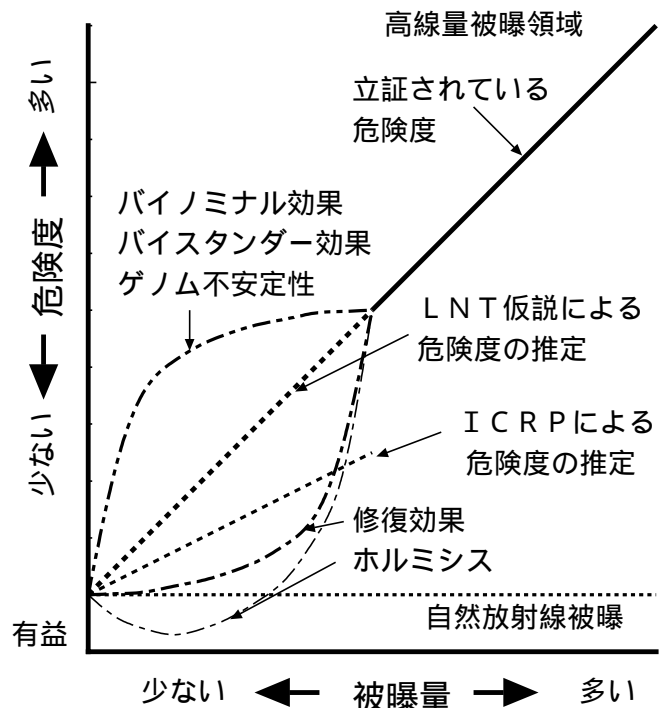 高線量被曝領域
立証されている
危険度
バイノミナル効果
バイスタンダー効果
ゲノム不安定性
ＬＮＴ仮説による
危険度の推定
ＩＣＲＰによる
危険度の推定
修復効果
ホルミシス
自然放射線被曝
多い
危険度
少ない
有益
少ない 被曝量 多い